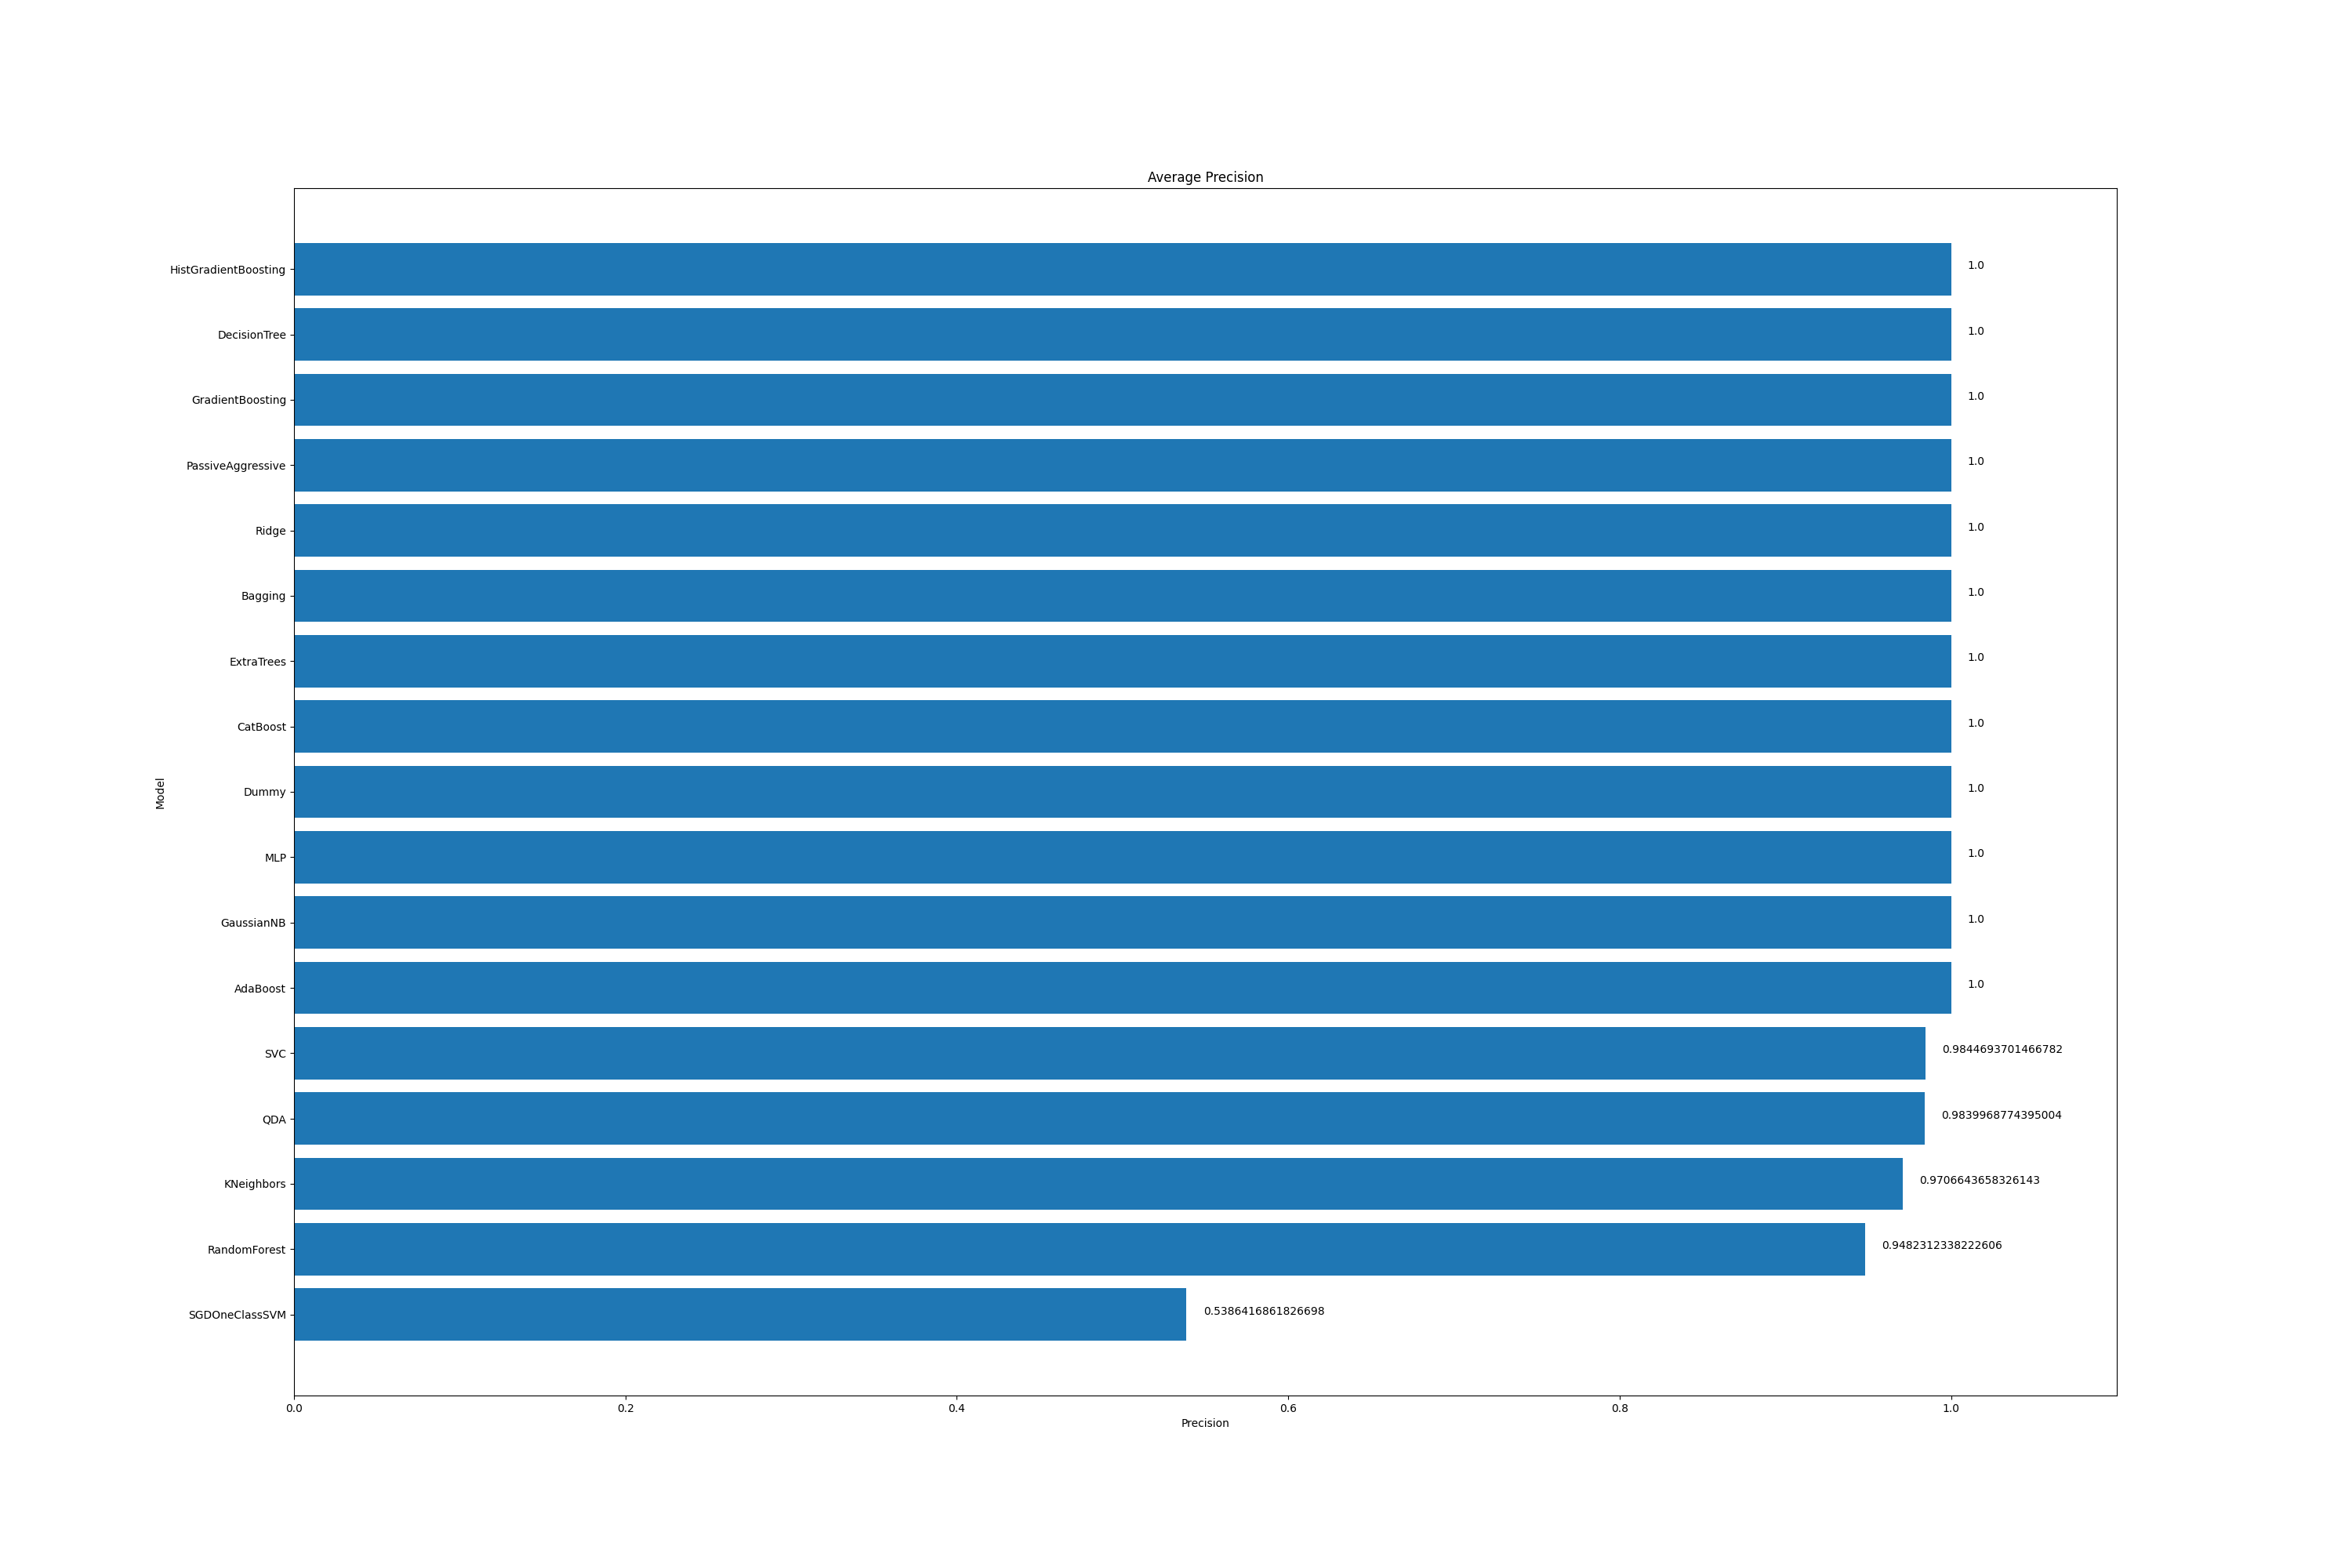 Average Precision
HistGradientBoosting 1.0
DecisionTree 1.0
GradientBoosting 1.0
PassiveAggressive 1.0
Ridge 1.0
Bagging 1.0
ExtraTrees 1.0
CatBoost 1.0
Dummy 1.0
MLP 1.0
GaussianNB 1.0
AdaBoost 1.0
SVC 0.9844693701466782
QDA 0.9839968774395004
KNeighbors 0.9706643658326143
RandomForest 0.9482312338222606
SGDOneClassSVM 0.5386416861826698
Model
0.0 0.2 0.4 0.6 0.8 1.0
Precision